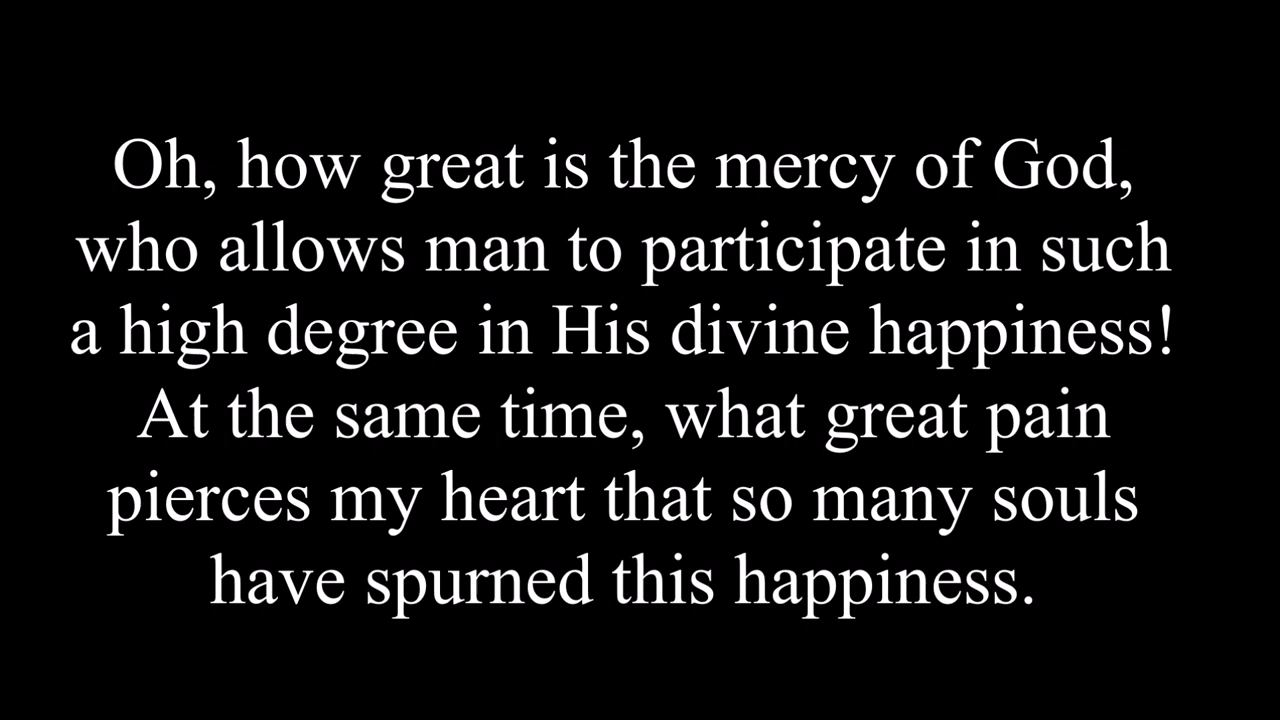 Oh, how great is the mercy of God,
who allows man to participate in such
a high degree in His divine happiness!
At the same time, what great pain
pierces my heart that so many souls
have spurned this happiness.